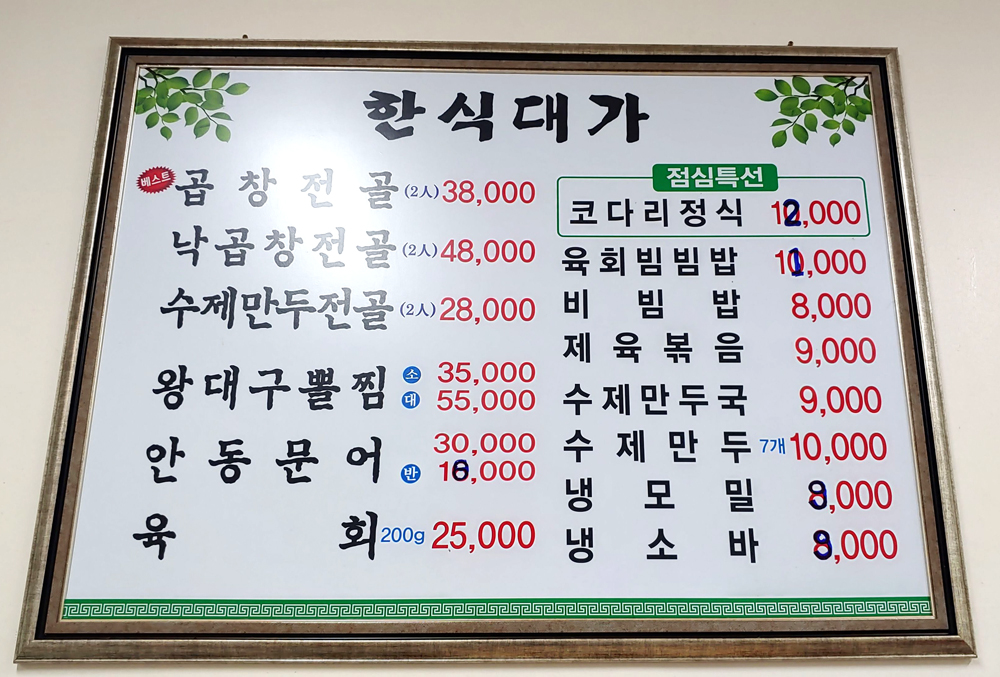 한식대가
베스트 곱창전골 (2人) 38,000
낙곱창전골 (2人) 48,000
수제만두전골 (2人) 28,000
왕대구뽈찜 소 35,000
대 55,000
안동문어 30,000
반
육회 200g 25,000
점심특선
코다리정식 12,000
육회빔빔밥 11,000
비빔밥 8,000
제육볶음 9,000
수제만두국 9,000
수제만두 7개 10,000
냉모밀 9,000
냉소바 9,000